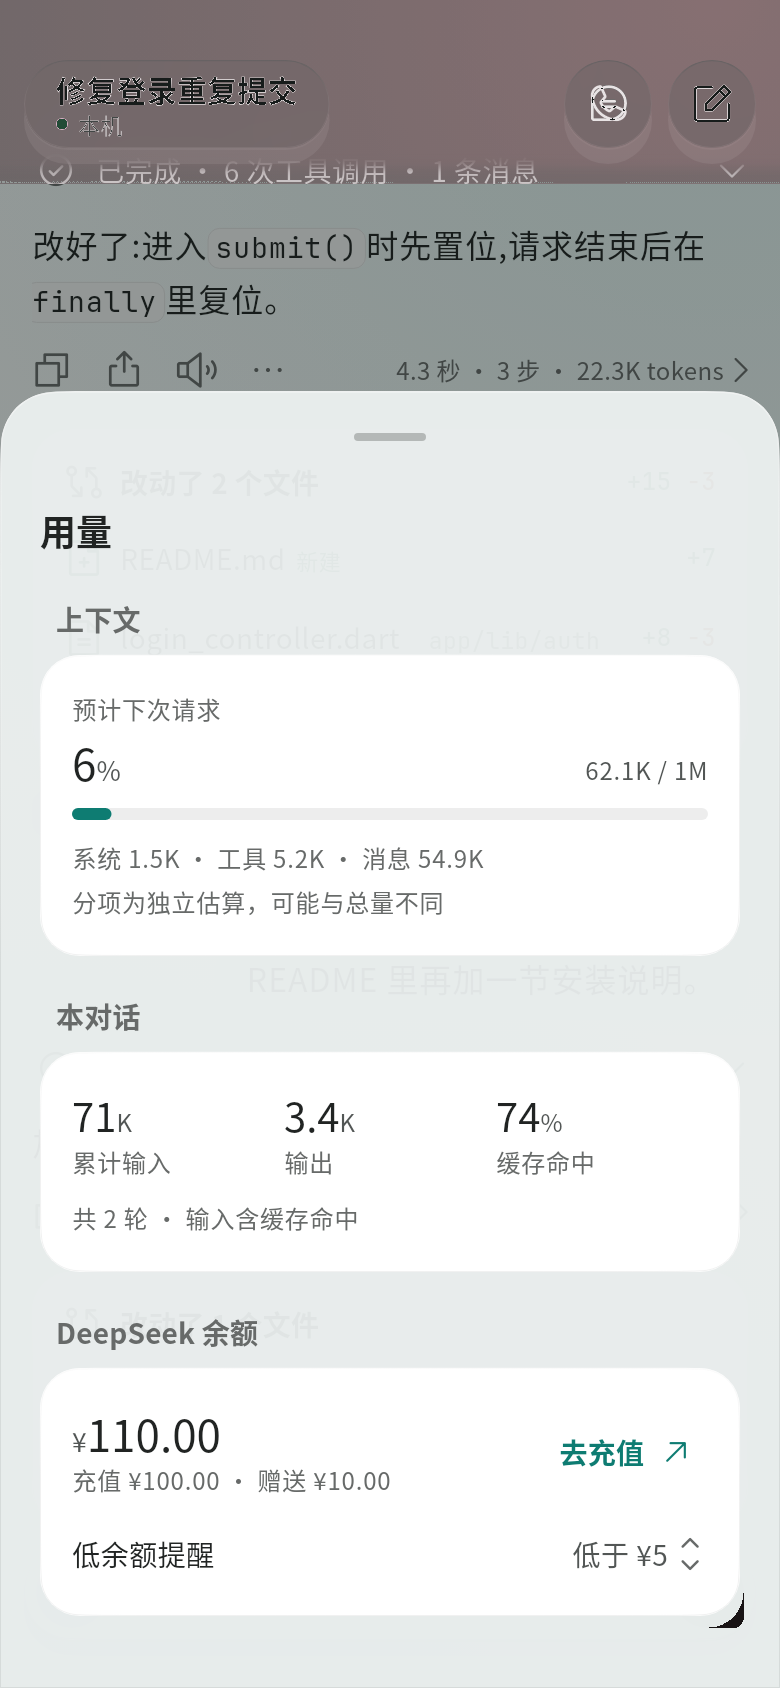 修复登录重复提交
本机
已完成 · 6 次工具调用 · 1 条消息
改好了:进入 submit() 时先置位,请求结束后在
finally 里复位。
4.3 秒 · 3 步 · 22.3K tokens
改动了 2 个文件 +15 -3
用量
README.md 新建 +7
上下文
login_controller.dart app/lib/auth +8 -3
预计下次请求
6% 62.1K / 1M
系统 1.5K · 工具 5.2K · 消息 54.9K
分项为独立估算，可能与总量不同
README 里再加一节安装说明。
本对话
71K 3.4K 74%
累计输入 输出 缓存命中
共 2 轮 · 输入含缓存命中
DeepSeek 余额
¥110.00 去充值
充值 ¥100.00 · 赠送 ¥10.00
低余额提醒 低于 ¥5